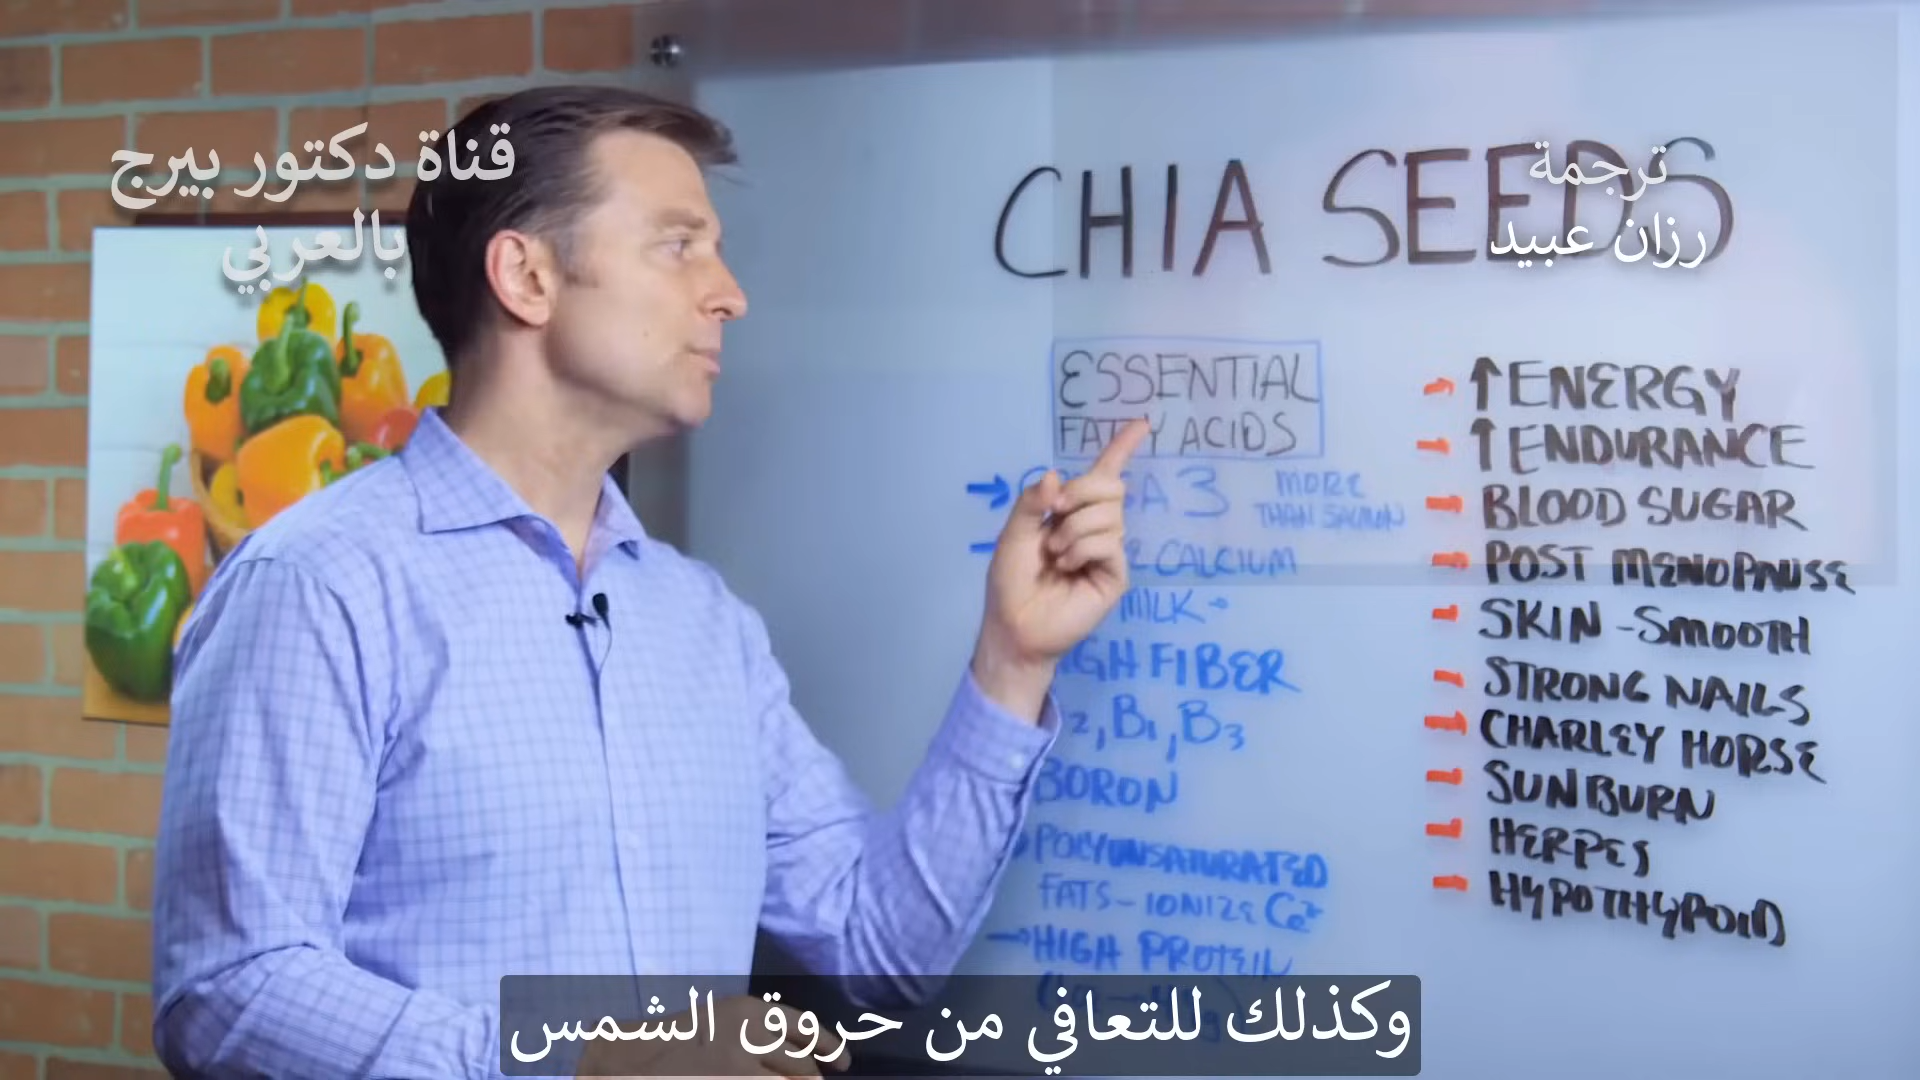 قناة دكتور بيرج
بالعربي
ترجمة
رزان عبيد
CHIA SEEDS
ESSENTIAL
FATTY ACIDS
3 MORE
THAN SALMON
CALCIUM
MILK
FIBER
B1, B3
BORON
POLYUNSATURATED
FATS - IONIZE Ca²⁺
HIGH PROTEIN
↑ ENERGY
↑ ENDURANCE
BLOOD SUGAR
POST MENOPAUSE
SKIN - SMOOTH
STRONG NAILS
CHARLEY HORSE
SUNBURN
HERPES
HYPOTHYROID
وكذلك للتعافي من حروق الشمس